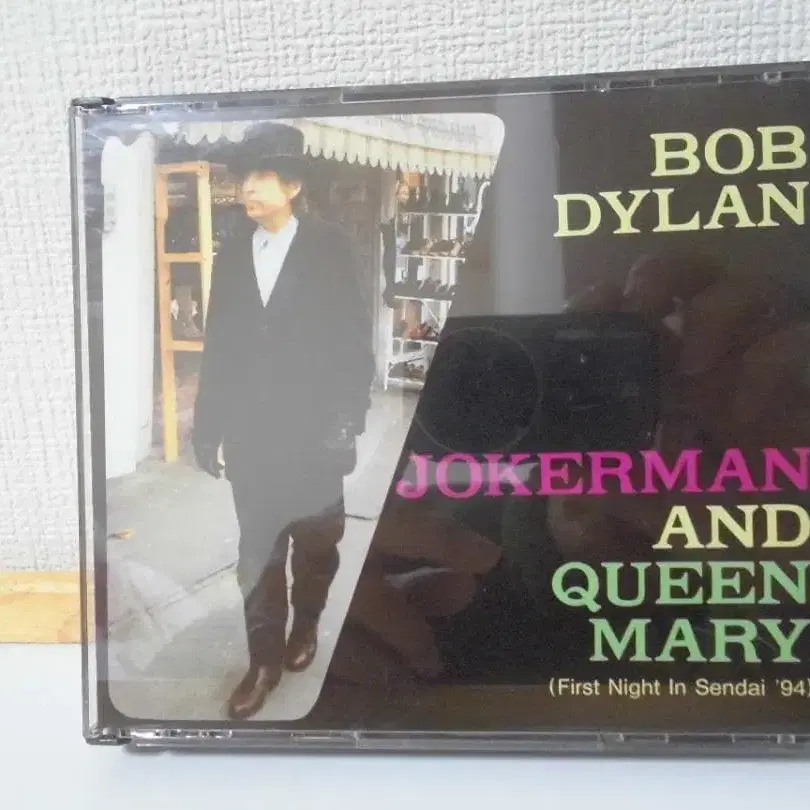 BOB
DYLAN
JOKERMAN
AND
QUEEN
MARY
(First Night In Sendai '94)